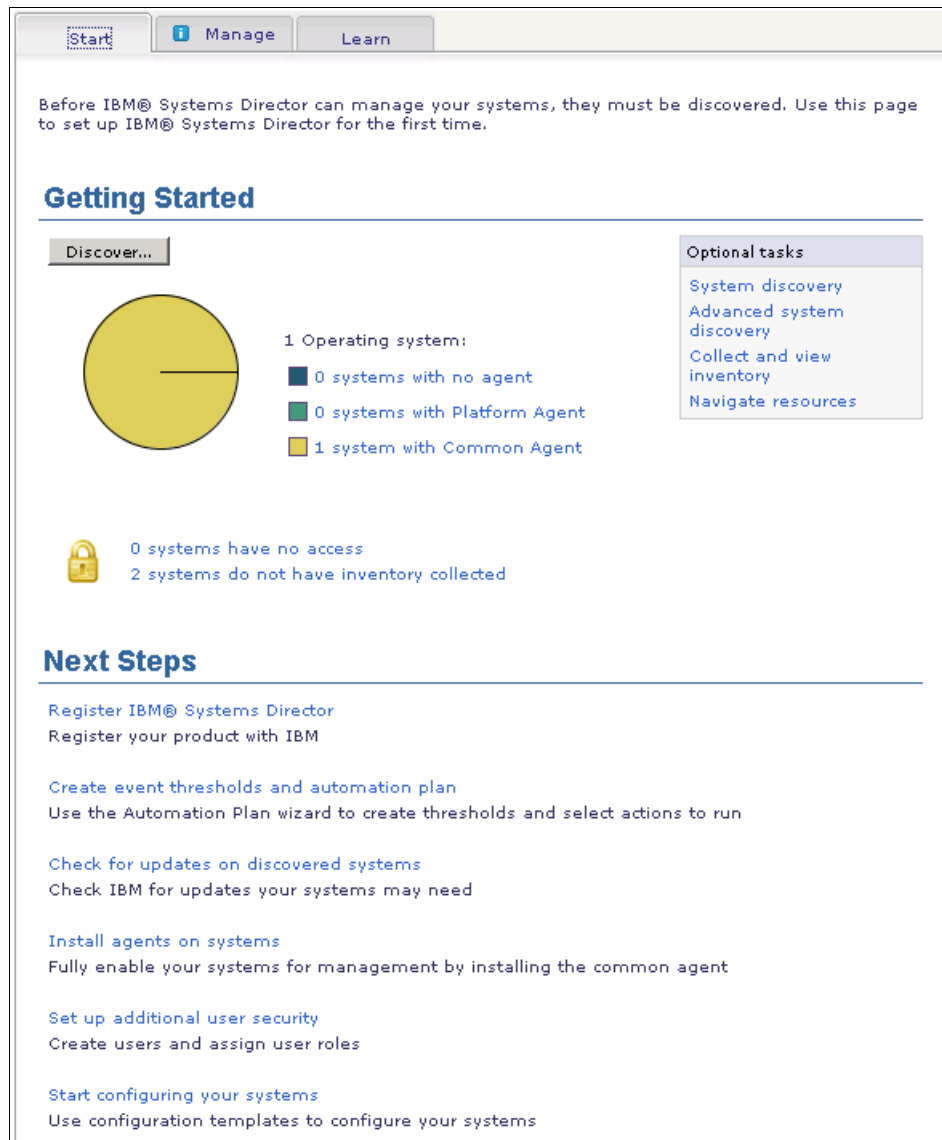 Start
Manage
Learn
Before IBM® Systems Director can manage your systems, they must be discovered. Use this page
to set up IBM® Systems Director for the first time.
Getting Started
Discover...
1 Operating system:
0 systems with no agent
0 systems with Platform Agent
1 system with Common Agent
Optional tasks
System discovery
Advanced system
discovery
Collect and view
inventory
Navigate resources
0 systems have no access
2 systems do not have inventory collected
Next Steps
Register IBM® Systems Director
Register your product with IBM
Create event thresholds and automation plan
Use the Automation Plan wizard to create thresholds and select actions to run
Check for updates on discovered systems
Check IBM for updates your systems may need
Install agents on systems
Fully enable your systems for management by installing the common agent
Set up additional user security
Create users and assign user roles
Start configuring your systems
Use configuration templates to configure your systems